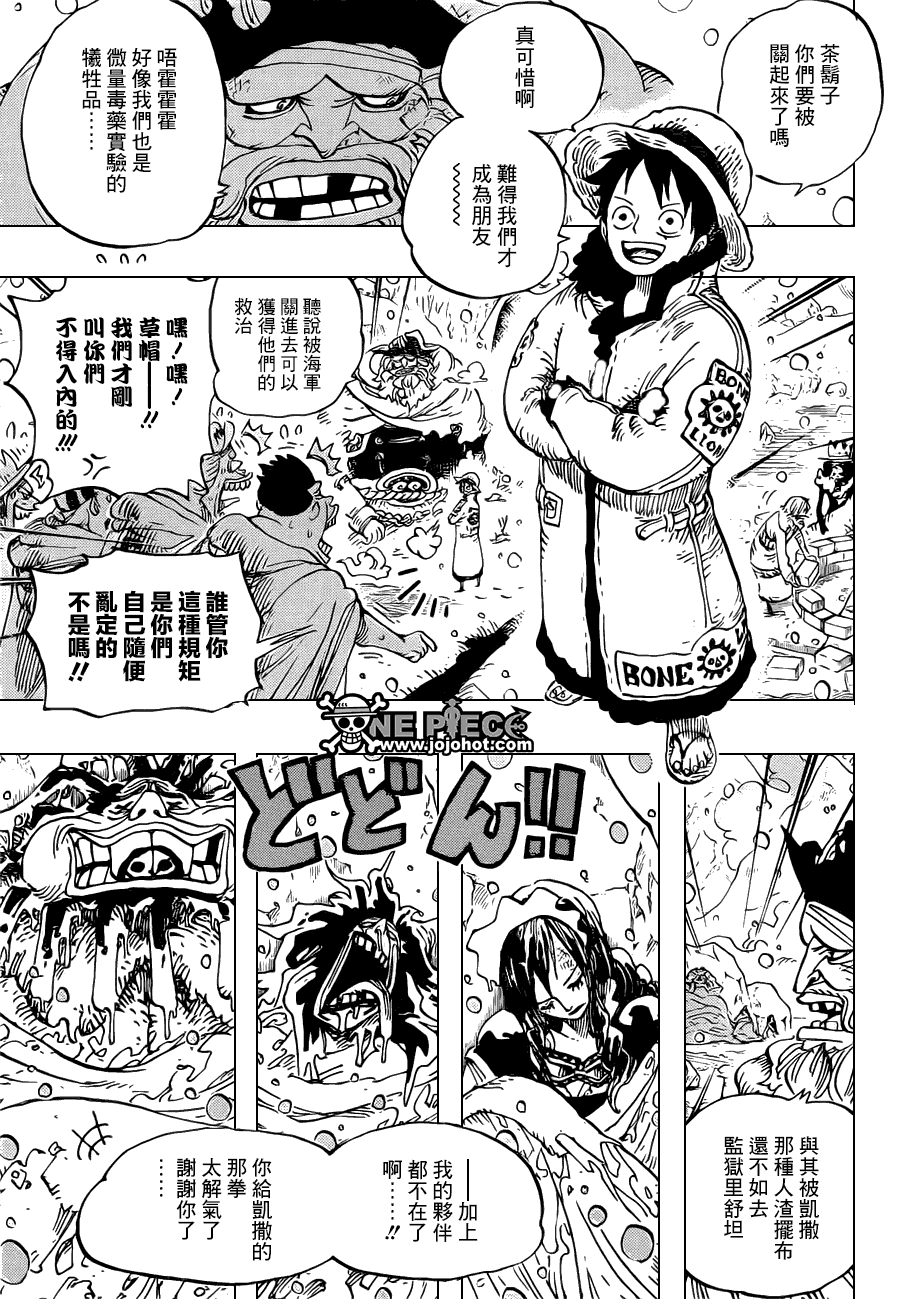 茶鬍子
你們要被
關起來了嗎
真可惜啊
難得我們才
成為朋友
唔霍霍霍
好像我們也是
微量毒藥實驗的
犧牲品……
聽說被海軍
關進去可以
獲得他們的
救治
嘿！嘿！
草帽——!!
我們才剛
叫你們
不得入內的!!!
誰管你
這種規矩
是你們
自己隨便
亂定的
不是嗎!!
BONE
LION
BONE
L
ONE PIECE
www.jojohot.com
どどん!!
與其被凱撒
那種人渣擺布
還不如去
監獄里舒坦
——加上
我的夥伴
都不在了
啊……!!
你給凱撒的
那拳
太解氣了
謝謝你了
……